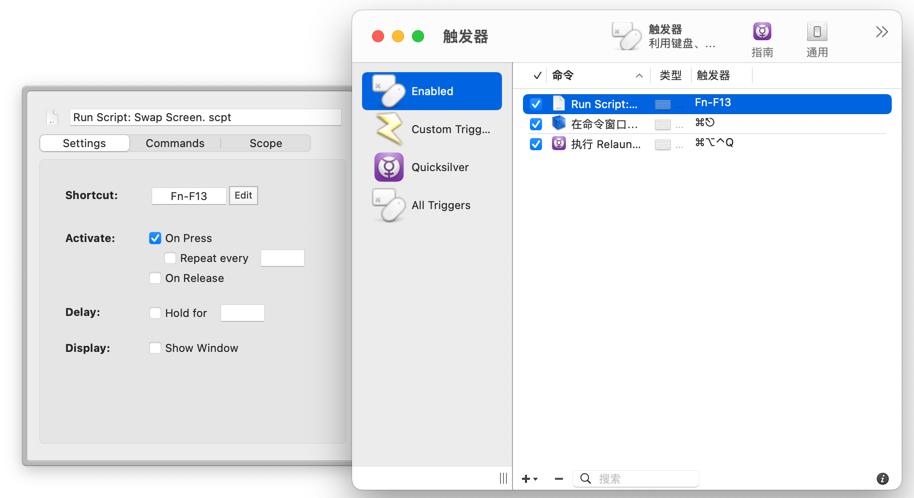 Run Script: Swap Screen. scpt
Settings
Commands
Scope
Shortcut:
Fn-F13
Edit
Activate:
On Press
Repeat every
On Release
Delay:
Hold for
Display:
Show Window
触发器
触发器
利用键盘、...
指南
通用
Enabled
Custom Trigg...
Quicksilver
All Triggers
命令
类型
触发器
Run Script:...
...
Fn-F13
在命令窗口...
...
⌘⎋
执行 Relaun...
...
⌘⌥^Q
搜索